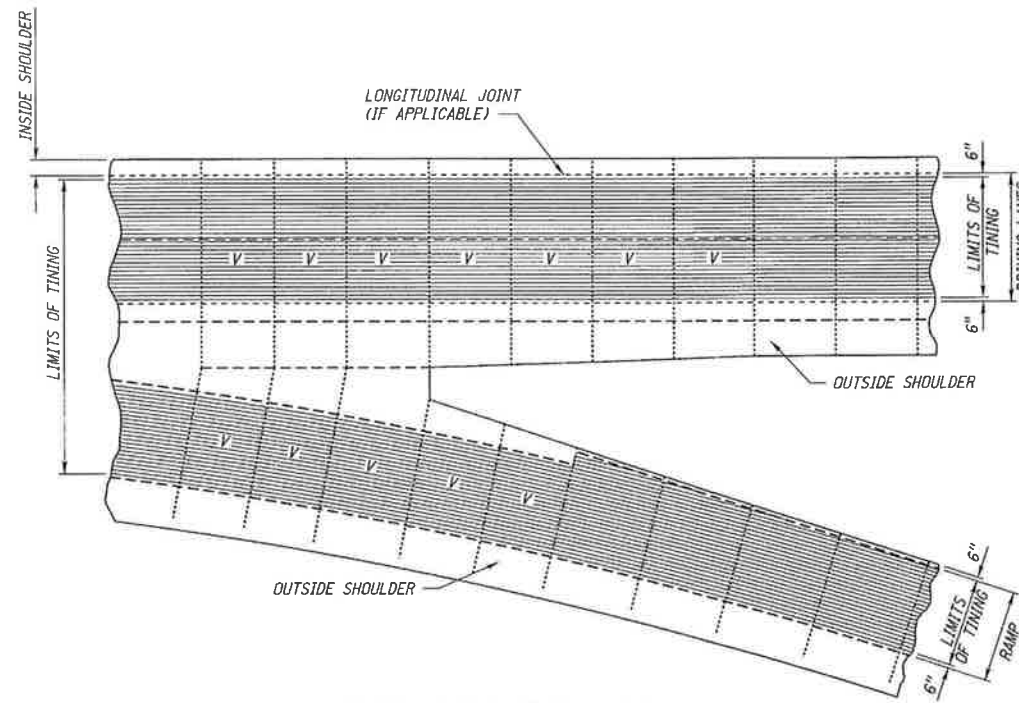 INSIDE SHOULDER
LONGITUDINAL JOINT
(IF APPLICABLE)
6"
LIMITS OF
TINING
6"
LIMITS OF TINING
V V V V V V V
OUTSIDE SHOULDER
V V V V V
OUTSIDE SHOULDER
6"
LIMITS
OF TINING
RAMP
6"